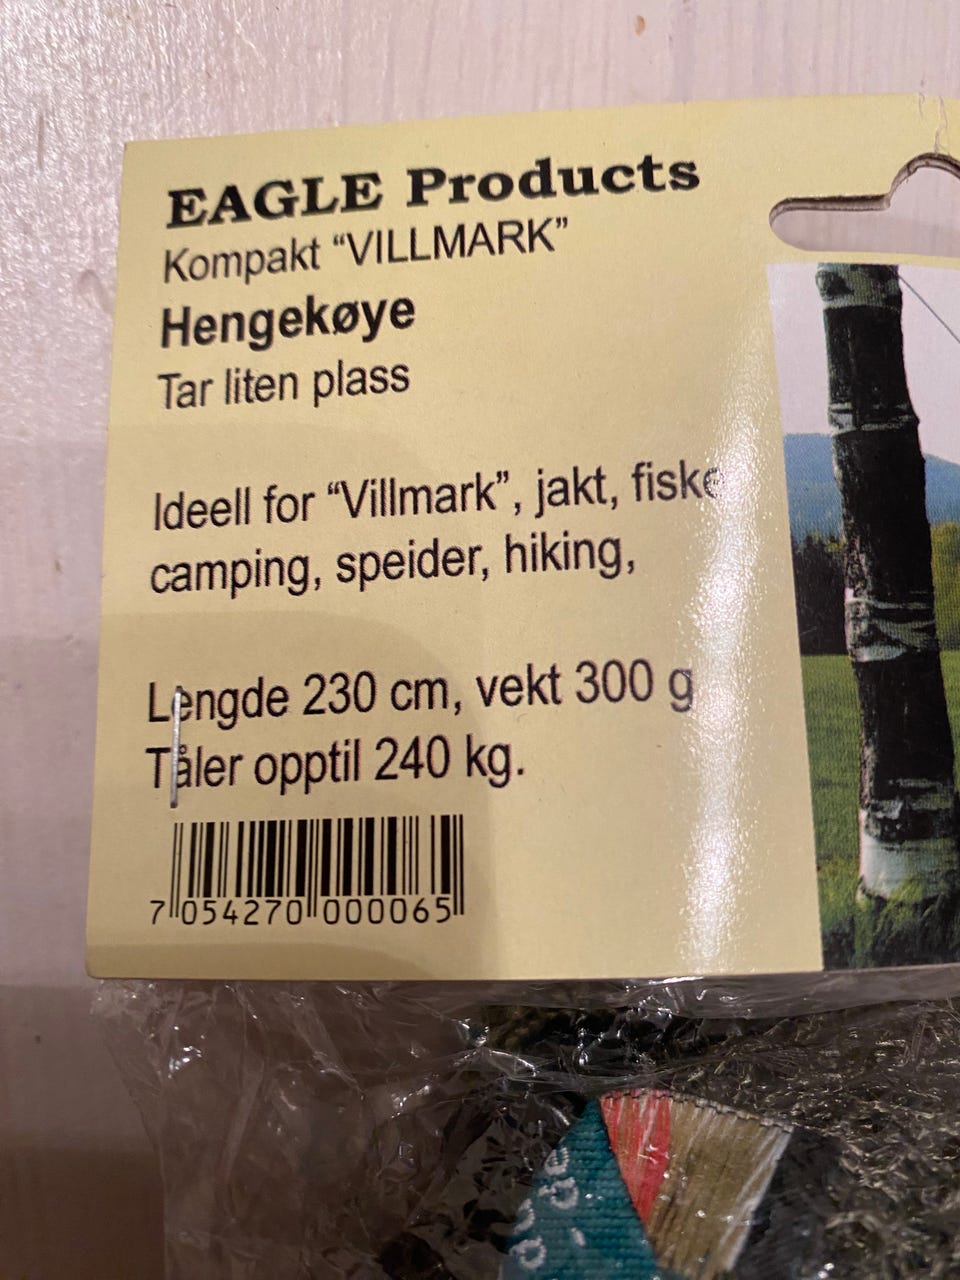 EAGLE Products
Kompakt “VILLMARK”
Hengekøye
Tar liten plass
Ideell for “Villmark”, jakt, fiske
camping, speider, hiking,
Lengde 230 cm, vekt 300 g
Tåler opptil 240 kg.
7 054270 000065